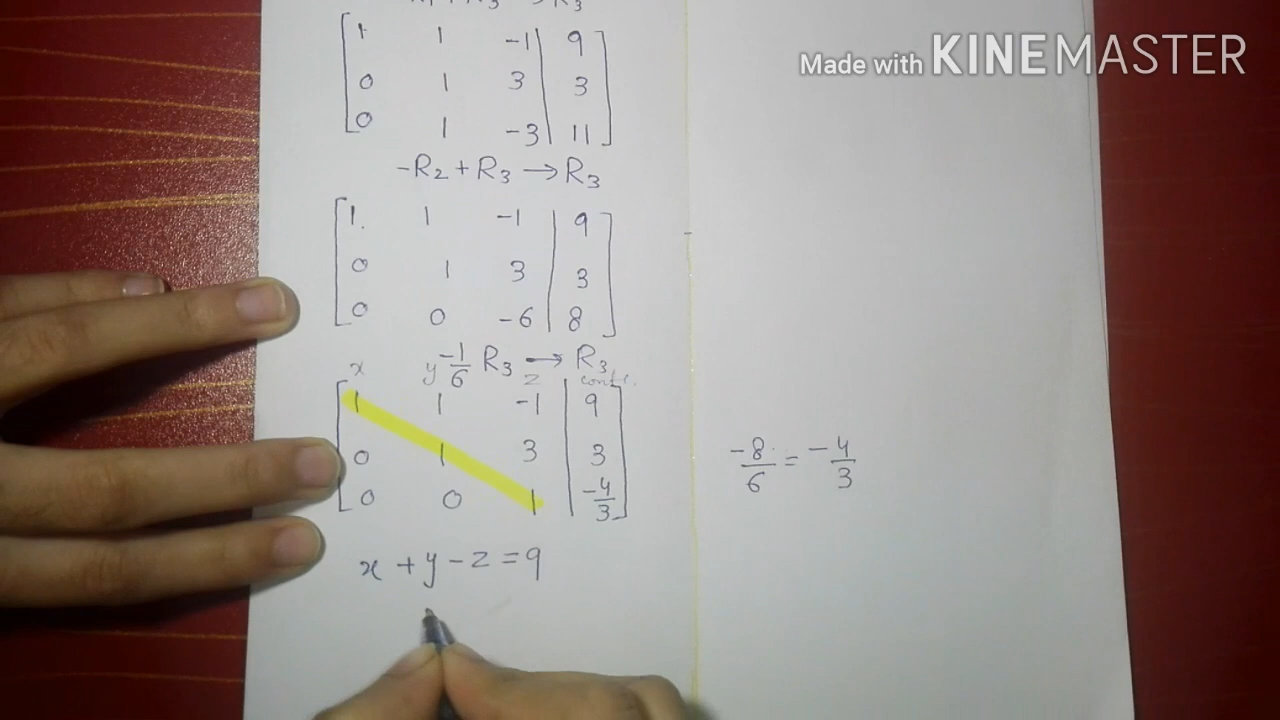 Made with KINEMASTER
1 1 -1 | 9
0 1 3 | 3
0 1 -3 | 11
-R₂ + R₃ → R₃
1 1 -1 | 9
0 1 3 | 3
0 0 -6 | 8
-1/6 R₃ → R₃
x y z
1 1 -1 | 9
0 1 3 | 3
0 0 1 | -4/3
-8/6 = -4/3
x + y - z = 9